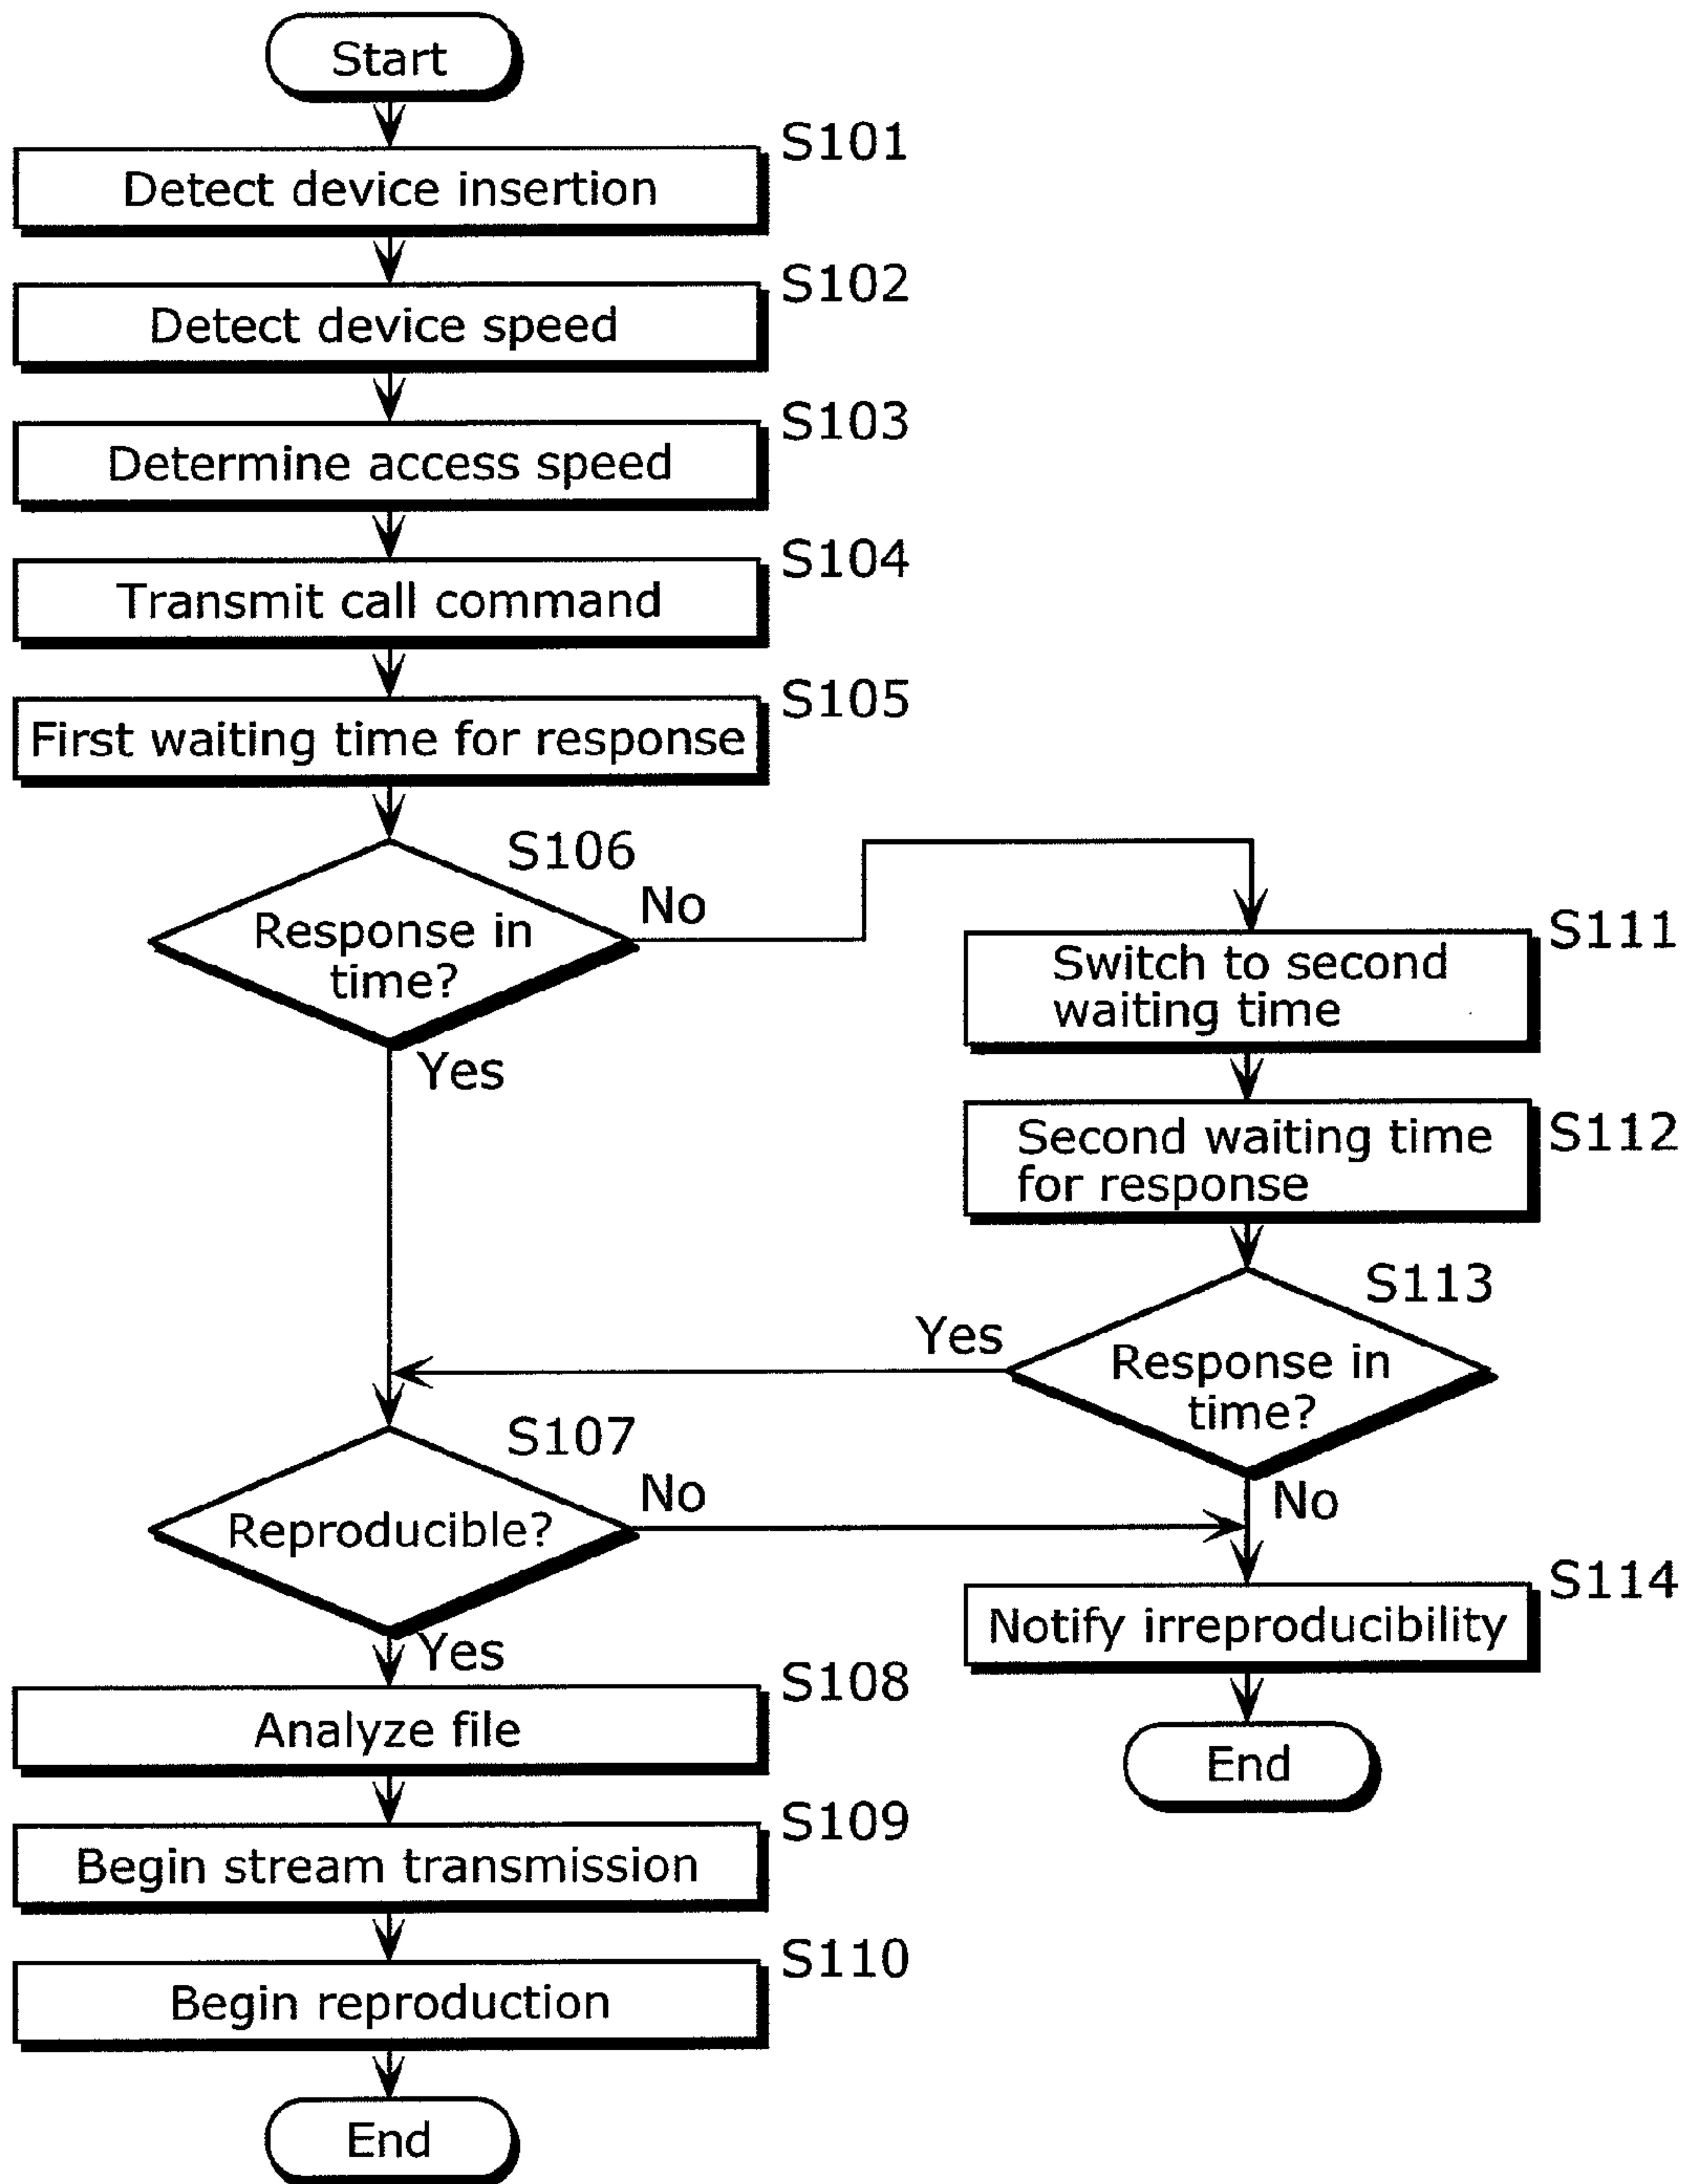 Start
S101
Detect device insertion
S102
Detect device speed
S103
Determine access speed
S104
Transmit call command
S105
First waiting time for response
S106
Response in
time?
No
Yes
S111
Switch to second
waiting time
S112
Second waiting time
for response
S113
Response in
time?
Yes
No
S107
Reproducible?
No
Yes
S114
Notify irreproducibility
End
S108
Analyze file
S109
Begin stream transmission
S110
Begin reproduction
End